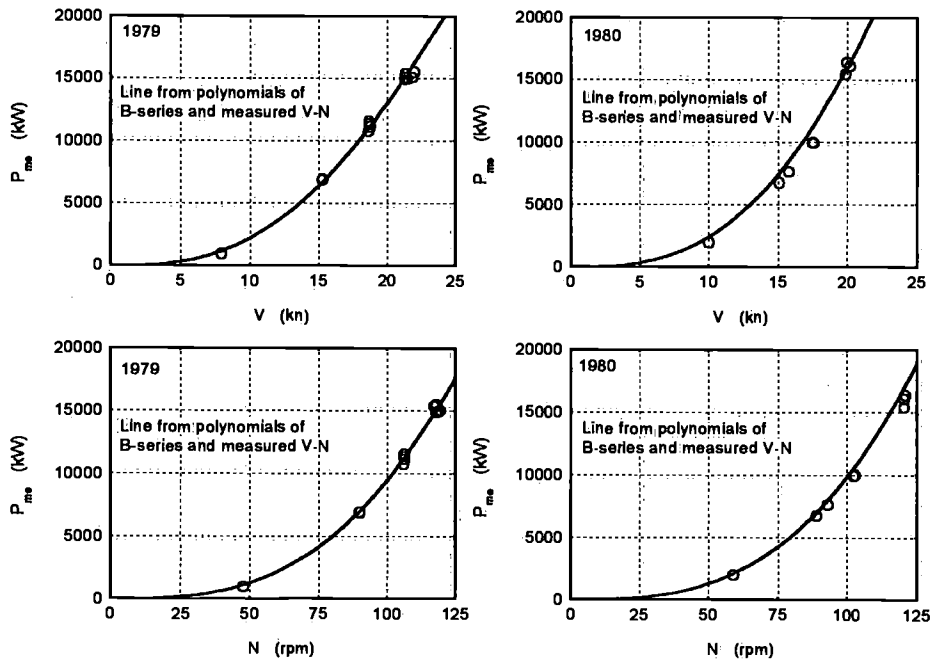 20000
15000
10000
5000
0
P_me (kW)
1979
Line from polynomials of
B-series and measured V-N
0 5 10 15 20 25
V (kn)
20000
15000
10000
5000
0
P_me (kW)
1980
Line from polynomials of
B-series and measured V-N
0 5 10 15 20 25
V (kn)
20000
15000
10000
5000
0
P_me (kW)
1979
Line from polynomials of
B-series and measured V-N
0 25 50 75 100 125
N (rpm)
20000
15000
10000
5000
0
P_me (kW)
1980
Line from polynomials of
B-series and measured V-N
0 25 50 75 100 125
N (rpm)